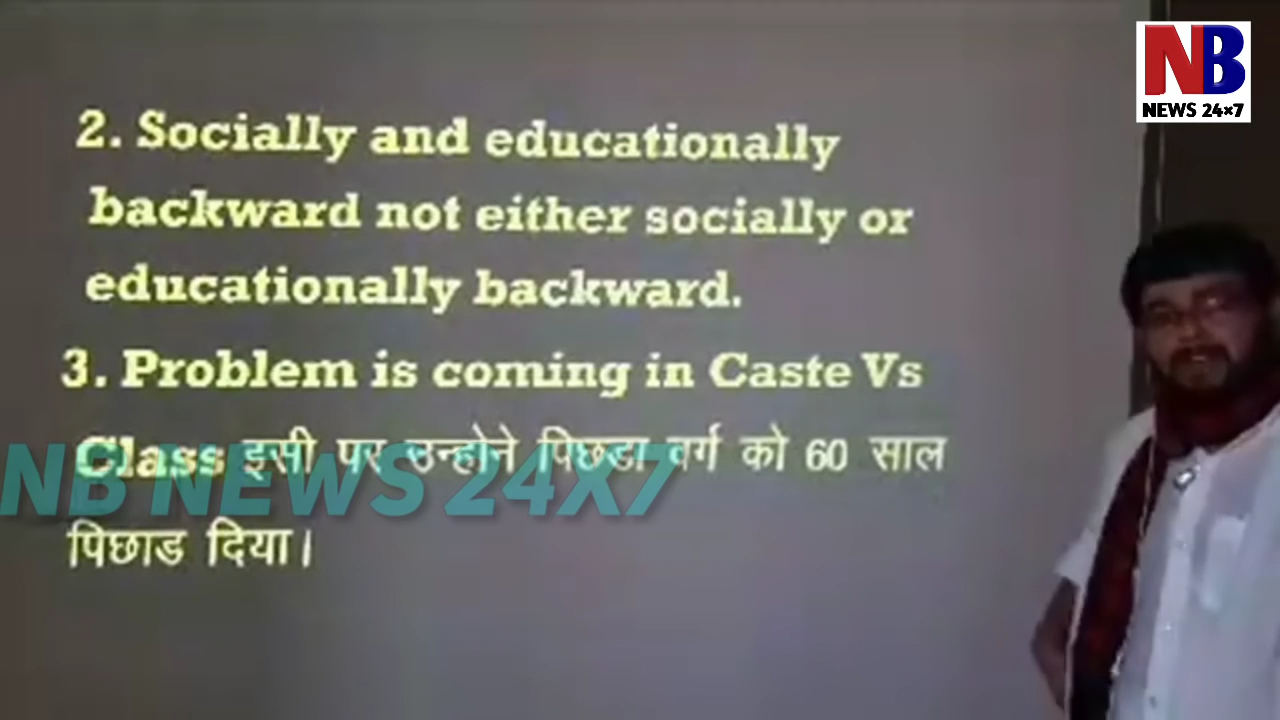 NB
NEWS 24×7
2. Socially and educationally
backward not either socially or
educationally backward.
3. Problem is coming in Caste Vs
Class इसी पर उन्होने पिछडा वर्ग को 60 साल
पिछाड दिया।
NB NEWS 24X7